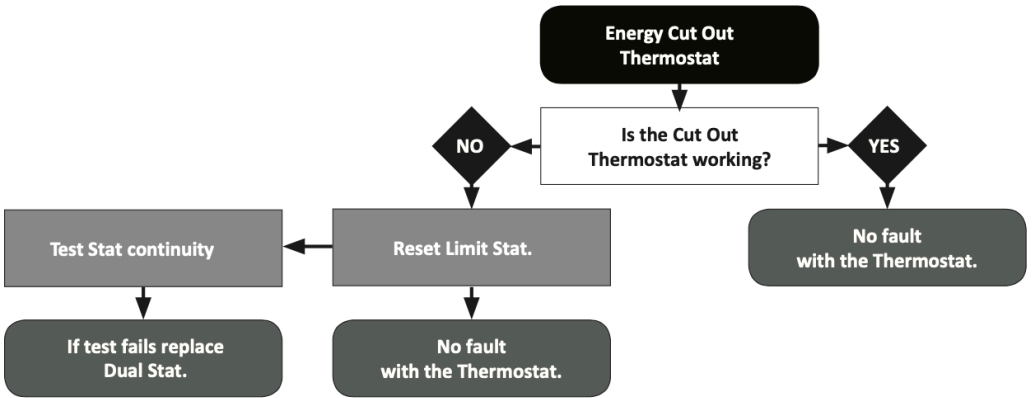 Energy Cut Out
Thermostat
Is the Cut Out
Thermostat working?
NO
YES
Test Stat continuity
Reset Limit Stat.
No fault
with the Thermostat.
If test fails replace
Dual Stat.
No fault
with the Thermostat.